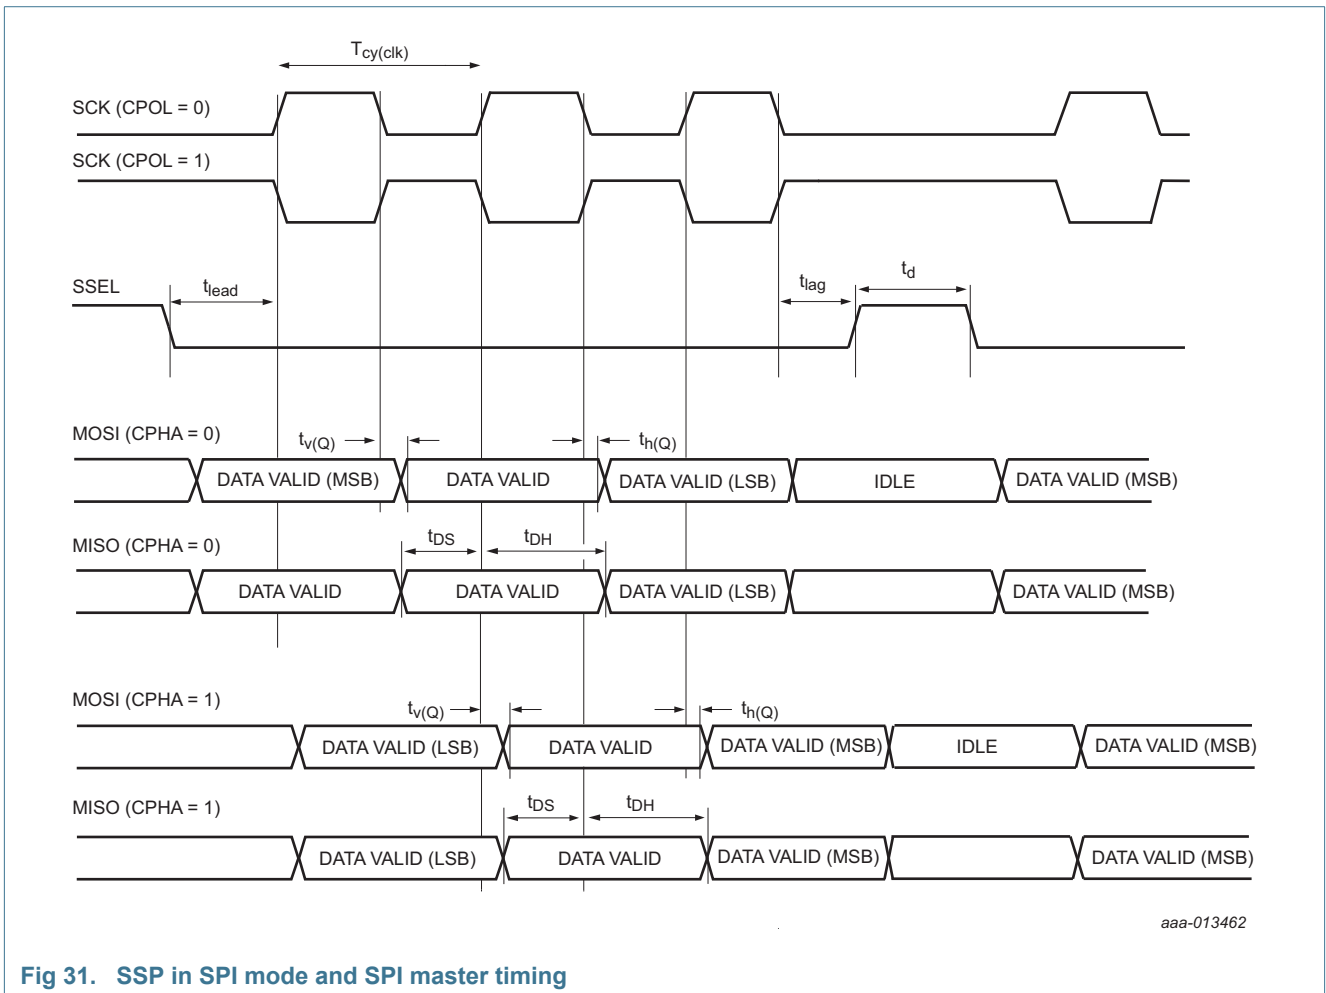 Tcy(clk)
SCK (CPOL = 0)
SCK (CPOL = 1)
SSEL
tlead
tlag
td
MOSI (CPHA = 0)
tv(Q)
th(Q)
DATA VALID (MSB) DATA VALID DATA VALID (LSB) IDLE DATA VALID (MSB)
MISO (CPHA = 0)
tDS
tDH
DATA VALID DATA VALID DATA VALID (LSB) DATA VALID (MSB)
MOSI (CPHA = 1)
tv(Q)
th(Q)
DATA VALID (LSB) DATA VALID DATA VALID (MSB) IDLE DATA VALID (MSB)
MISO (CPHA = 1)
tDS
tDH
DATA VALID (LSB) DATA VALID DATA VALID (MSB) DATA VALID (MSB)
aaa-013462
Fig 31. SSP in SPI mode and SPI master timing